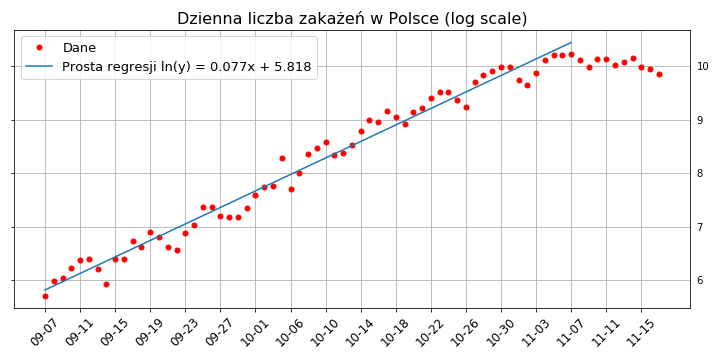 Dzienna liczba zakażeń w Polsce (log scale)
Dane
Prosta regresji ln(y) = 0.077x + 5.818
10
9
8
7
6
09-07 09-11 09-15 09-19 09-23 09-27 10-01 10-06 10-10 10-14 10-18 10-22 10-26 10-30 11-03 11-07 11-11 11-15